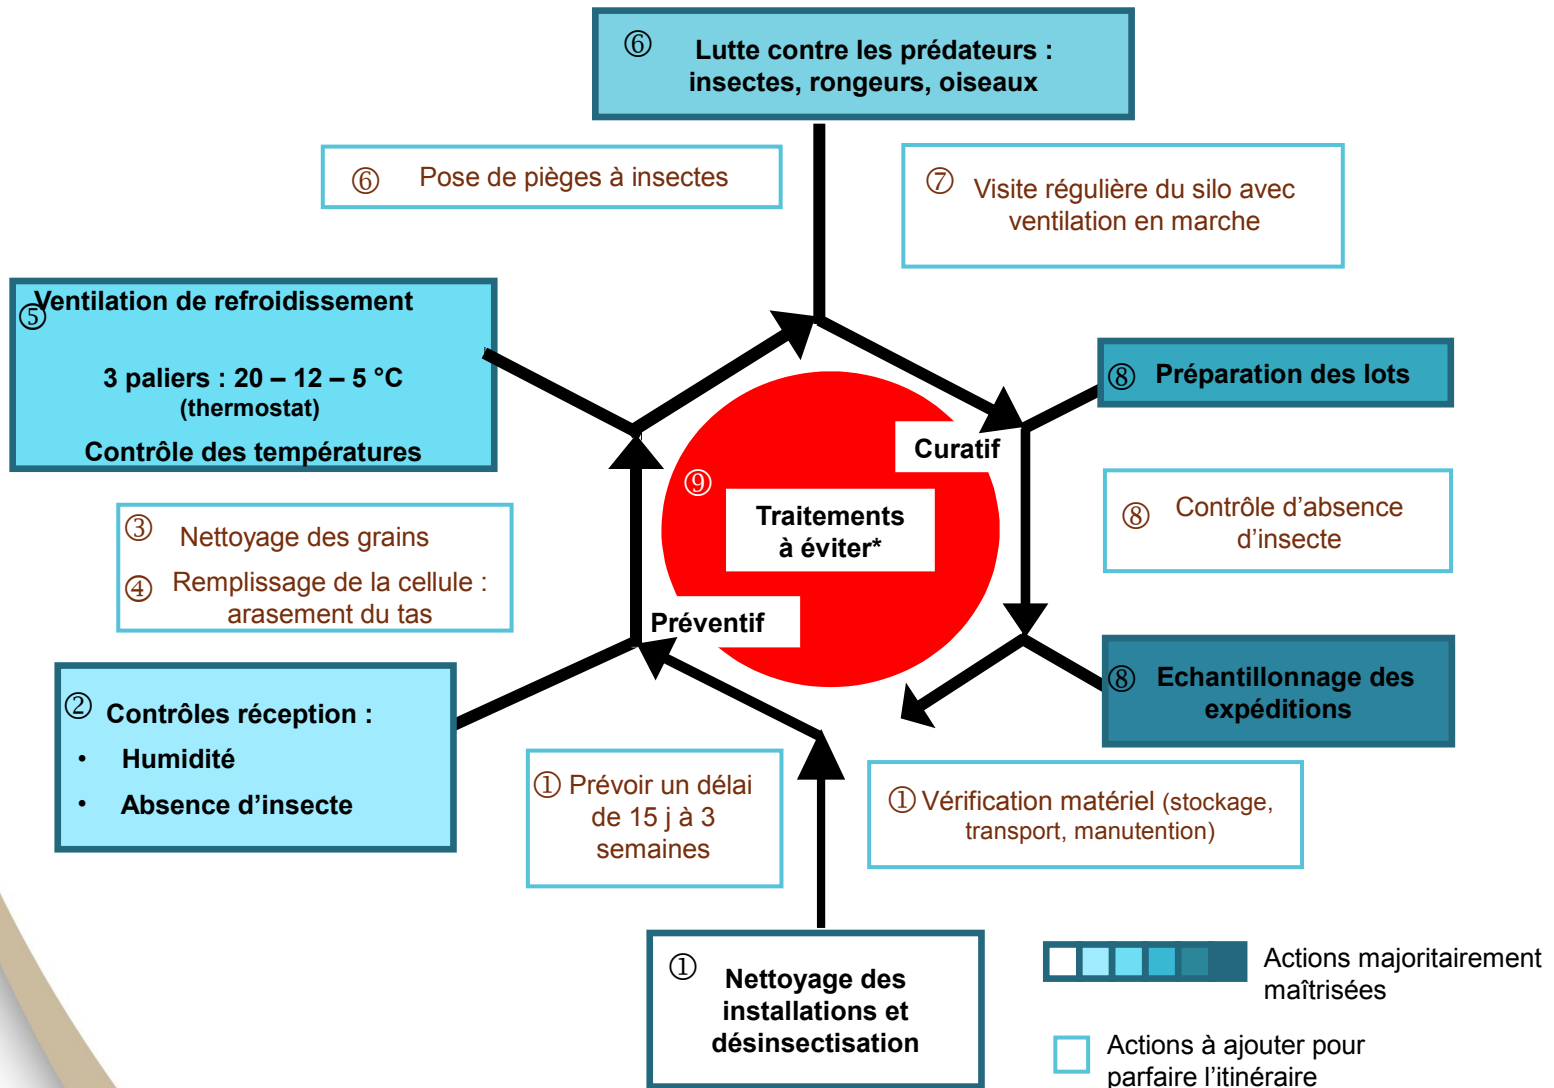 ⑥ Lutte contre les prédateurs :
insectes, rongeurs, oiseaux
⑥ Pose de pièges à insectes
⑦ Visite régulière du silo avec
ventilation en marche
⑤ Ventilation de refroidissement
3 paliers : 20 – 12 – 5 °C
(thermostat)
Contrôle des températures
⑧ Préparation des lots
Curatif
⑨
Traitements
à éviter*
Préventif
③ Nettoyage des grains
④ Remplissage de la cellule :
arasement du tas
⑧ Contrôle d’absence
d’insecte
② Contrôles réception :
• Humidité
• Absence d’insecte
⑧ Echantillonnage des
expéditions
① Prévoir un délai
de 15 j à 3
semaines
① Vérification matériel (stockage,
transport, manutention)
① Nettoyage des
installations et
désinsectisation
Actions majoritairement
maîtrisées
Actions à ajouter pour
parfaire l’itinéraire